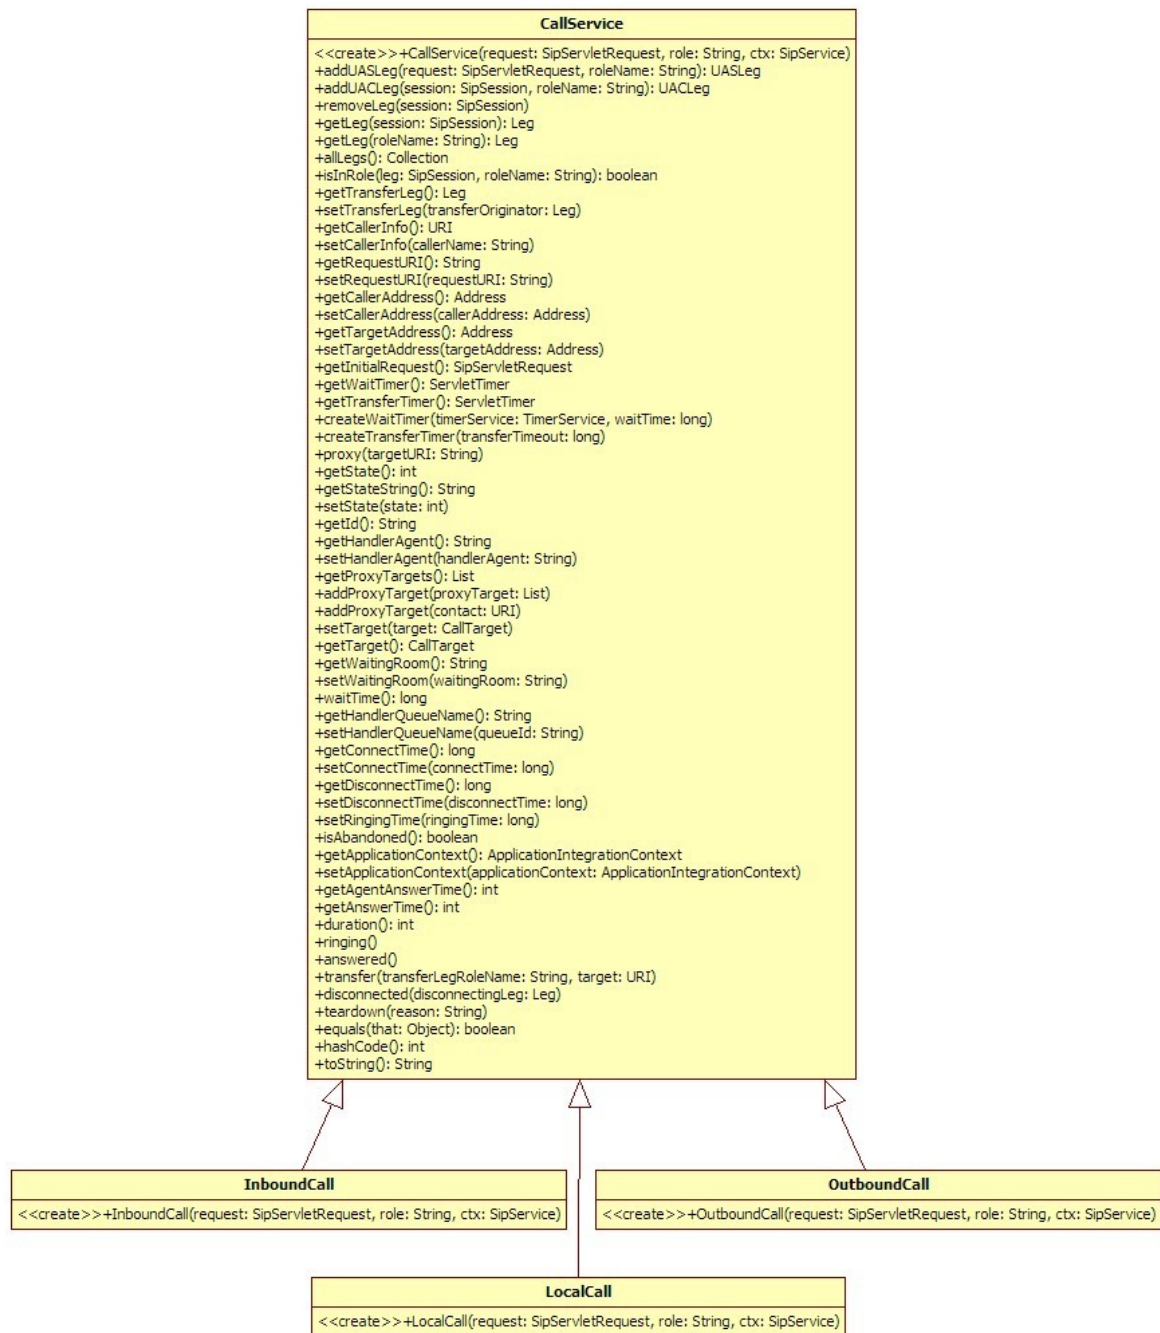 CallService
<<create>>+CallService(request: SipServletRequest, role: String, ctx: SipService)
+addUASLeg(request: SipServletRequest, roleName: String): UASLeg
+addUACLeg(session: SipSession, roleName: String): UACLeg
+removeLeg(session: SipSession)
+getLeg(session: SipSession): Leg
+getLeg(roleName: String): Leg
+allLegs(): Collection
+isInRole(leg: SipSession, roleName: String): boolean
+getTransferLeg(): Leg
+setTransferLeg(transferOriginator: Leg)
+getCallerInfo(): URI
+setCallerInfo(callerName: String)
+getRequestURI(): String
+setRequestURI(requestURI: String)
+getCallerAddress(): Address
+setCallerAddress(callerAddress: Address)
+getTargetAddress(): Address
+setTargetAddress(targetAddress: Address)
+getInitialRequest(): SipServletRequest
+getWaitTimer(): ServletTimer
+getTransferTimer(): ServletTimer
+createWaitTimer(timerService: TimerService, waitTime: long)
+createTransferTimer(transferTimeout: long)
+proxy(targetURI: String)
+getState(): int
+getStateString(): String
+setState(state: int)
+getId(): String
+getHandlerAgent(): String
+setHandlerAgent(handlerAgent: String)
+getProxyTargets(): List
+addProxyTarget(proxyTarget: List)
+addProxyTarget(contact: URI)
+setTarget(target: CallTarget)
+getTarget(): CallTarget
+getWaitingRoom(): String
+setWaitingRoom(waitingRoom: String)
+waitTime(): long
+getHandlerQueueName(): String
+setHandlerQueueName(queueId: String)
+getConnectTime(): long
+setConnectTime(connectTime: long)
+getDisconnectTime(): long
+setDisconnectTime(disconnectTime: long)
+setRingingTime(ringingTime: long)
+isAbandoned(): boolean
+getApplicationContext(): ApplicationIntegrationContext
+setApplicationContext(applicationContext: ApplicationIntegrationContext)
+getAgentAnswerTime(): int
+getAnswerTime(): int
+duration(): int
+ringing()
+answered()
+transfer(transferLegRoleName: String, target: URI)
+disconnected(disconnectingLeg: Leg)
+teardown(reason: String)
+equals(that: Object): boolean
+hashCode(): int
+toString(): String
InboundCall
<<create>>+InboundCall(request: SipServletRequest, role: String, ctx: SipService)
OutboundCall
<<create>>+OutboundCall(request: SipServletRequest, role: String, ctx: SipService)
LocalCall
<<create>>+LocalCall(request: SipServletRequest, role: String, ctx: SipService)